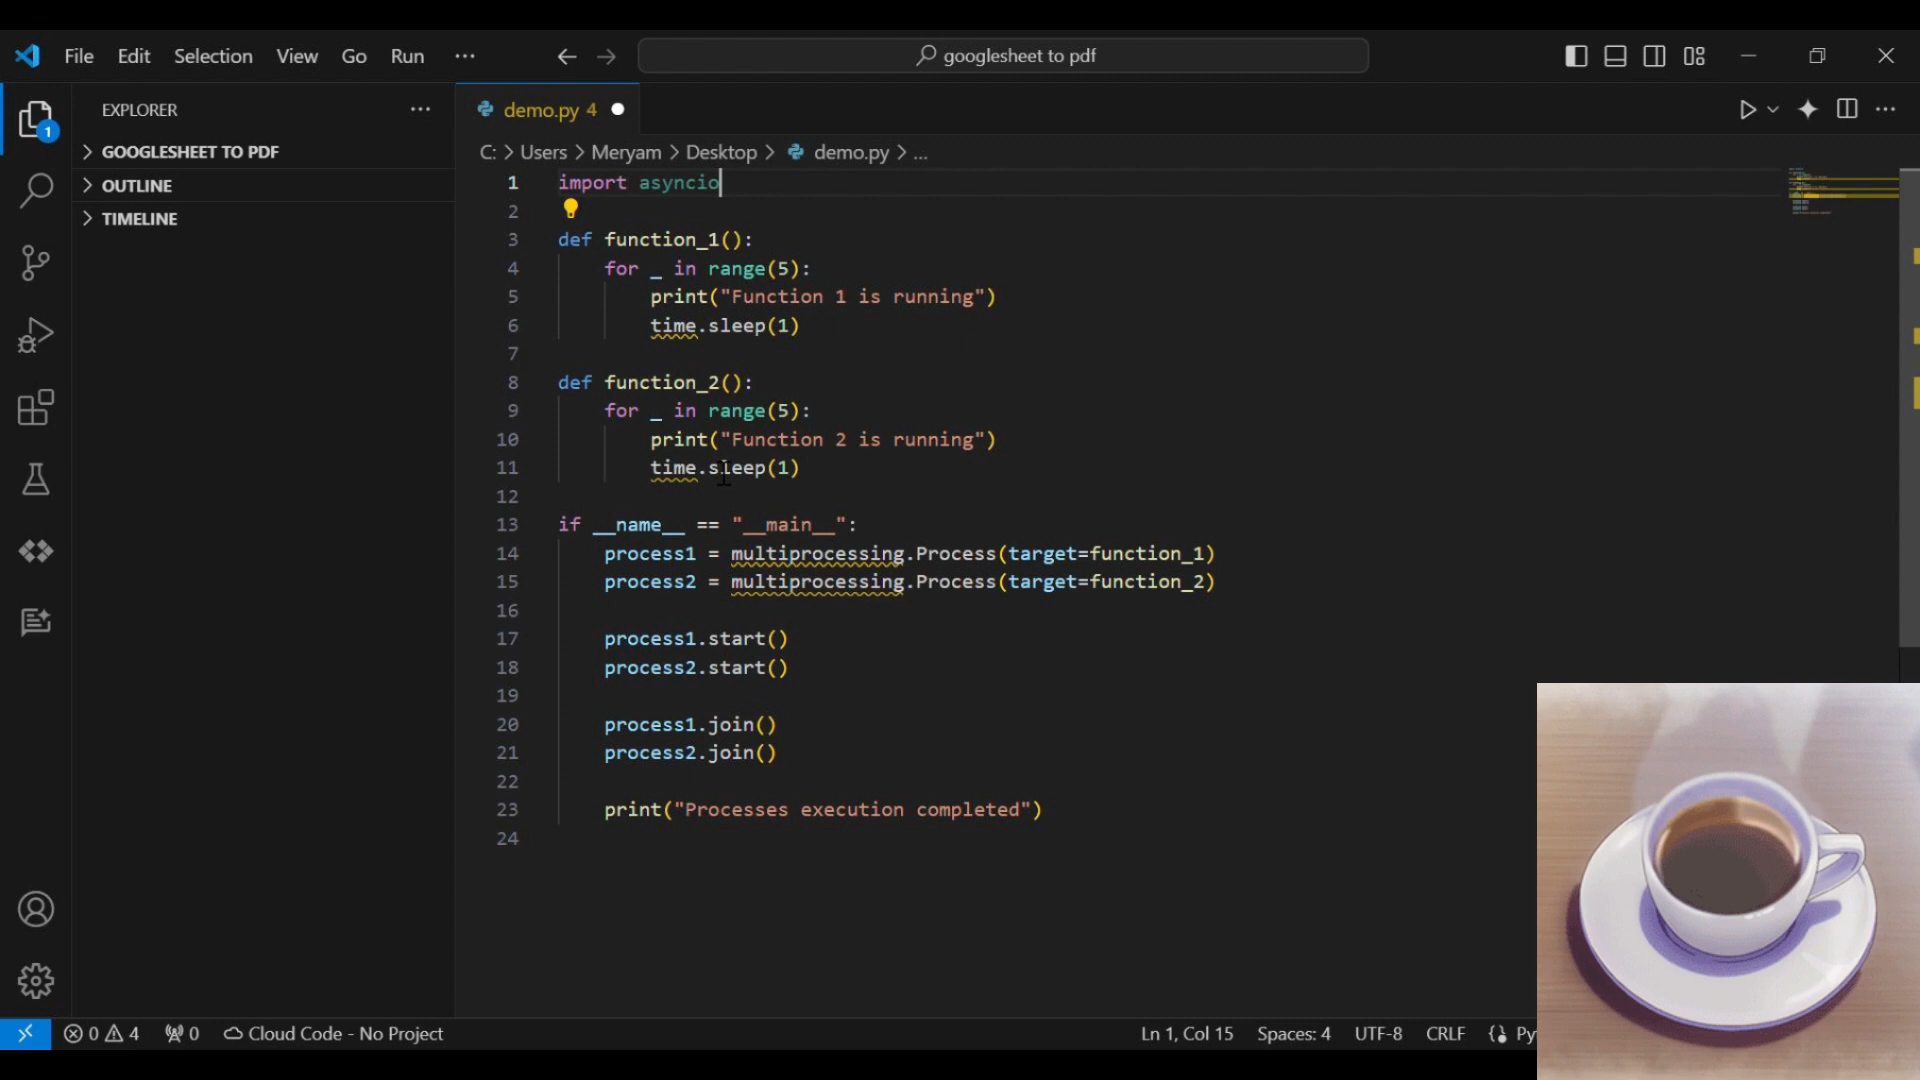 File Edit Selection View Go Run ···
googlesheet to pdf
EXPLORER ···
1
GOOGLESHEET TO PDF
OUTLINE
TIMELINE
demo.py 4
C: > Users > Meryam > Desktop > demo.py > ...
1 import asyncio
2
3 def function_1():
4 for _ in range(5):
5 print("Function 1 is running")
6 time.sleep(1)
7
8 def function_2():
9 for _ in range(5):
10 print("Function 2 is running")
11 time.sleep(1)
12
13 if __name__ == "__main__":
14 process1 = multiprocessing.Process(target=function_1)
15 process2 = multiprocessing.Process(target=function_2)
16
17 process1.start()
18 process2.start()
19
20 process1.join()
21 process2.join()
22
23 print("Processes execution completed")
24
0 4 0 Cloud Code - No Project Ln 1, Col 15 Spaces: 4 UTF-8 CRLF {} Py